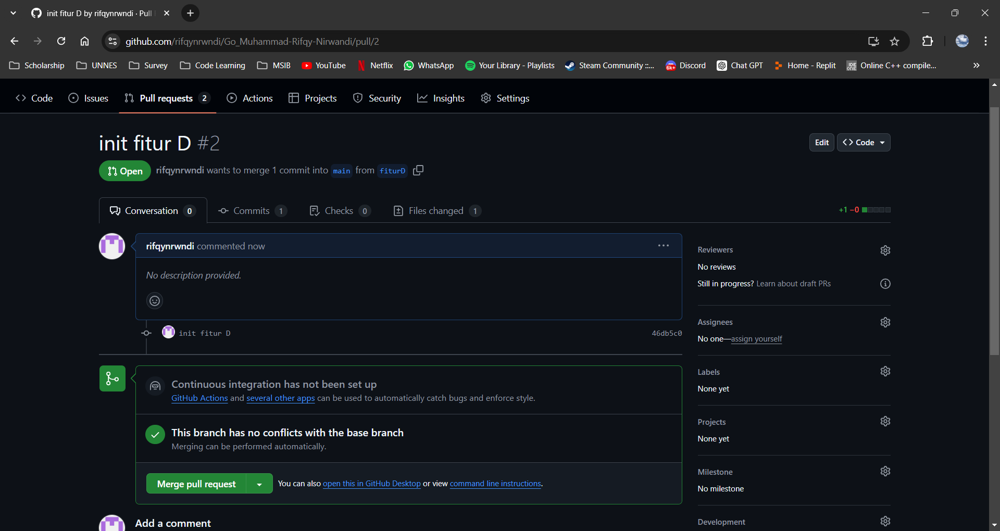 init fitur D by rifqynrwndi · Pull
github.com/rifqynrwndi/Go_Muhammad-Rifqy-Nirwandi/pull/2
Scholarship UNNES Survey Code Learning MSIB YouTube Netflix WhatsApp Your Library - Playlists Steam Community ::... 6k+ Discord Chat GPT Home - Replit IDE ONE Online C++ compile...
Code Issues Pull requests 2 Actions Projects Security Insights Settings
init fitur D #2
Edit <> Code
Open rifqynrwndi wants to merge 1 commit into main from fiturD
Conversation 0 Commits 1 Checks 0 Files changed 1
+1 −0
rifqynrwndi commented now ...
No description provided.
init fitur D 46db5c0
Continuous integration has not been set up
GitHub Actions and several other apps can be used to automatically catch bugs and enforce style.
This branch has no conflicts with the base branch
Merging can be performed automatically.
Merge pull request You can also open this in GitHub Desktop or view command line instructions.
Add a comment
Reviewers
No reviews
Still in progress? Learn about draft PRs
Assignees
No one—assign yourself
Labels
None yet
Projects
None yet
Milestone
No milestone
Development